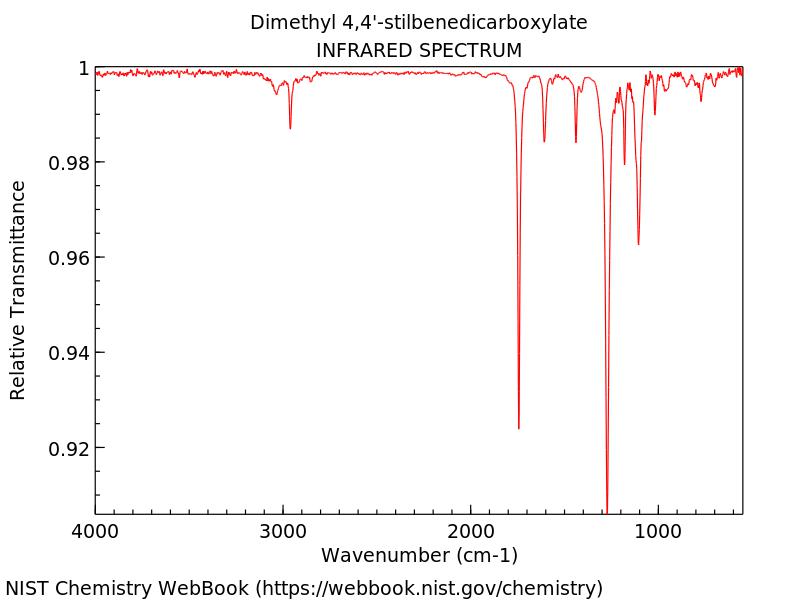 Dimethyl 4,4'-stilbenedicarboxylate
INFRARED SPECTRUM
1
0.98
0.96
0.94
0.92
Relative Transmittance
4000 3000 2000 1000
Wavenumber (cm-1)
NIST Chemistry WebBook (https://webbook.nist.gov/chemistry)